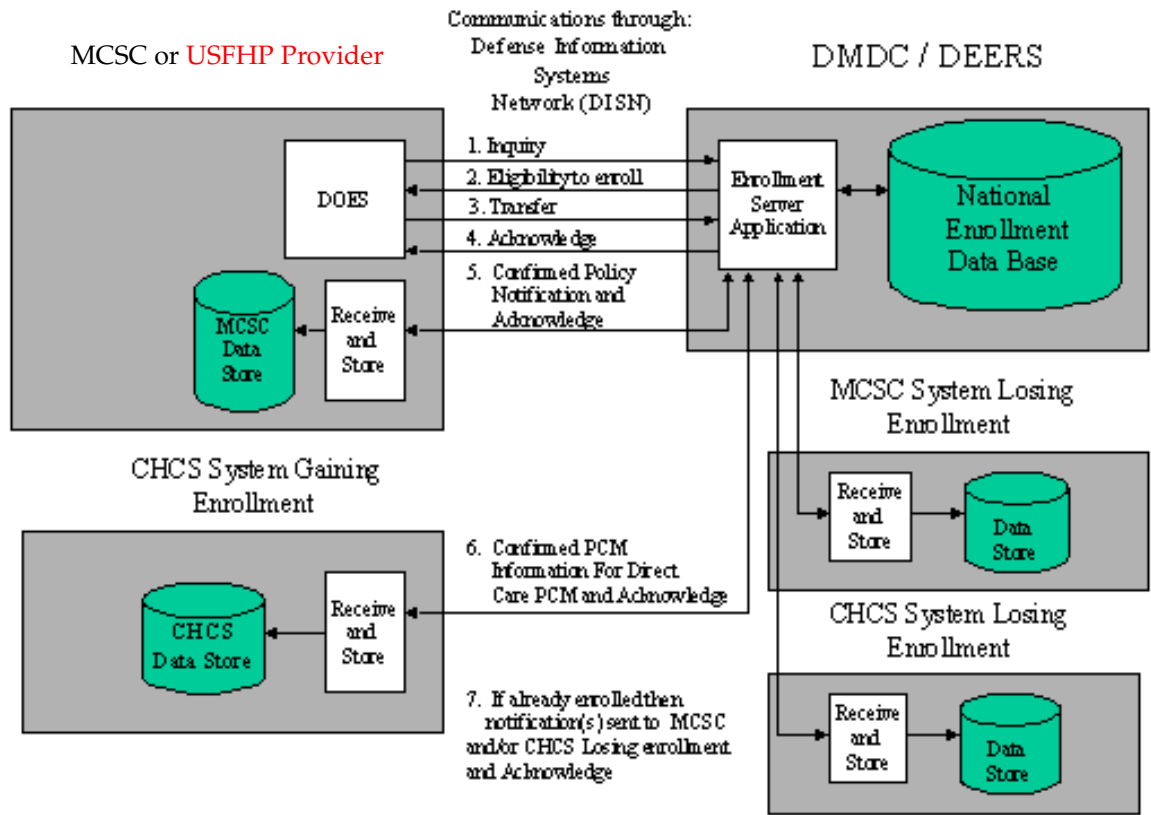 Communications through:
Defense Information
Systems
Network (DISN)
MCSC or USFHP Provider
DMDC / DEERS
DOES
1. Inquiry
2. Eligibility to enroll
3. Transfer
4. Acknowledge
5. Confirmed Policy
Notification and
Acknowledge
Enrollment
Server
Application
National
Enrollment
Data Base
MCSC
Data
Store
Receive
and
Store
MCSC System Losing
Enrollment
Receive
and
Store
Data
Store
CHCS System Gaining
Enrollment
CHCS
Data Store
Receive
and
Store
6. Confirmed PCM
Information For Direct
Care PCM and Acknowledge
CHCS System Losing
Enrollment
Receive
and
Store
Data
Store
7. If already enrolled then
notification(s) sent to MCSC
and/or CHCS Losing enrollment
and Acknowledge